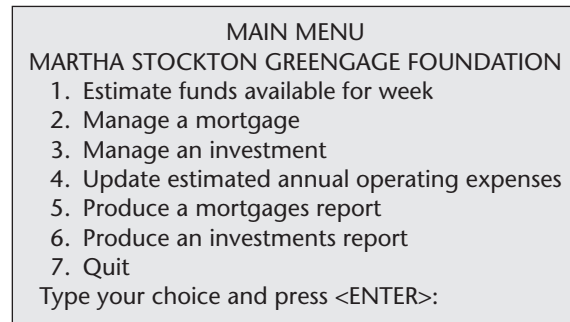 MAIN MENU
MARTHA STOCKTON GREENGAGE FOUNDATION
1. Estimate funds available for week
2. Manage a mortgage
3. Manage an investment
4. Update estimated annual operating expenses
5. Produce a mortgages report
6. Produce an investments report
7. Quit
Type your choice and press <ENTER>: